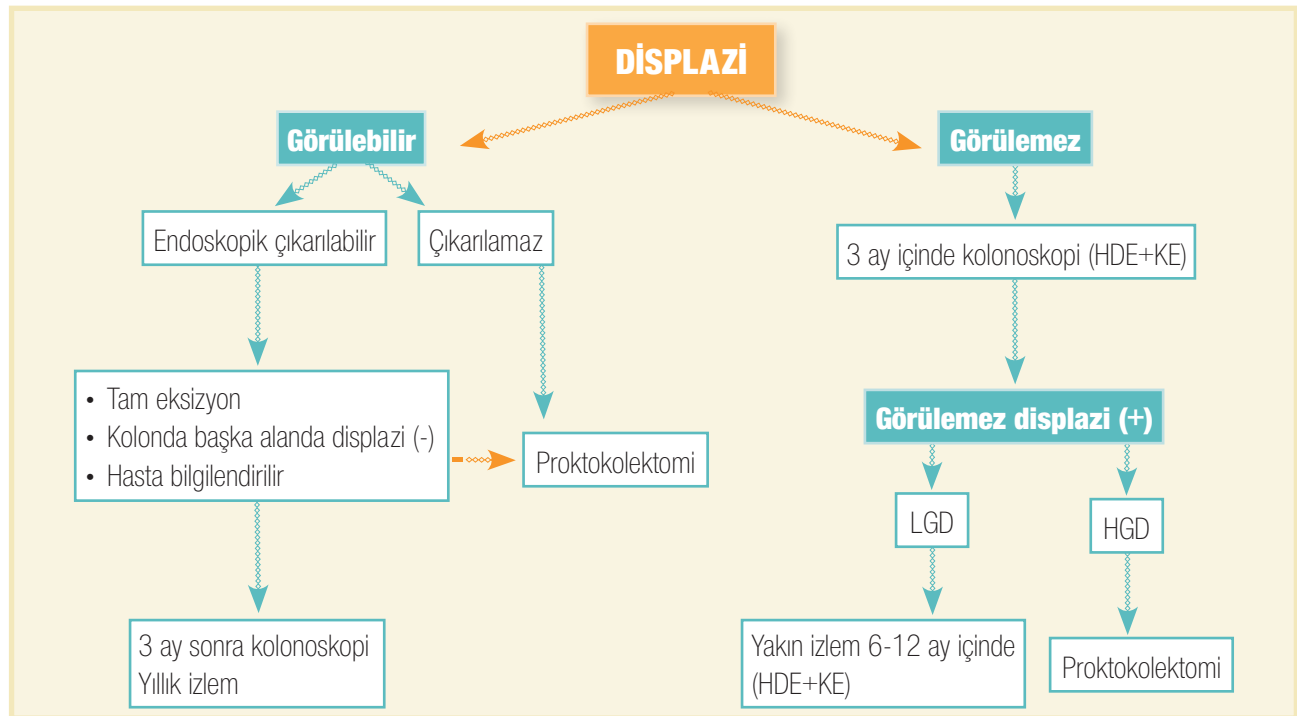 DİSPLAZİ
Görülebilir
Görülemez
Endoskopik çıkarılabilir
Çıkarılamaz
3 ay içinde kolonoskopi (HDE+KE)
• Tam eksizyon
• Kolonda başka alanda displazi (-)
• Hasta bilgilendirilir
Proktokolektomi
Görülemez displazi (+)
LGD
HGD
3 ay sonra kolonoskopi
Yıllık izlem
Yakın izlem 6-12 ay içinde
(HDE+KE)
Proktokolektomi